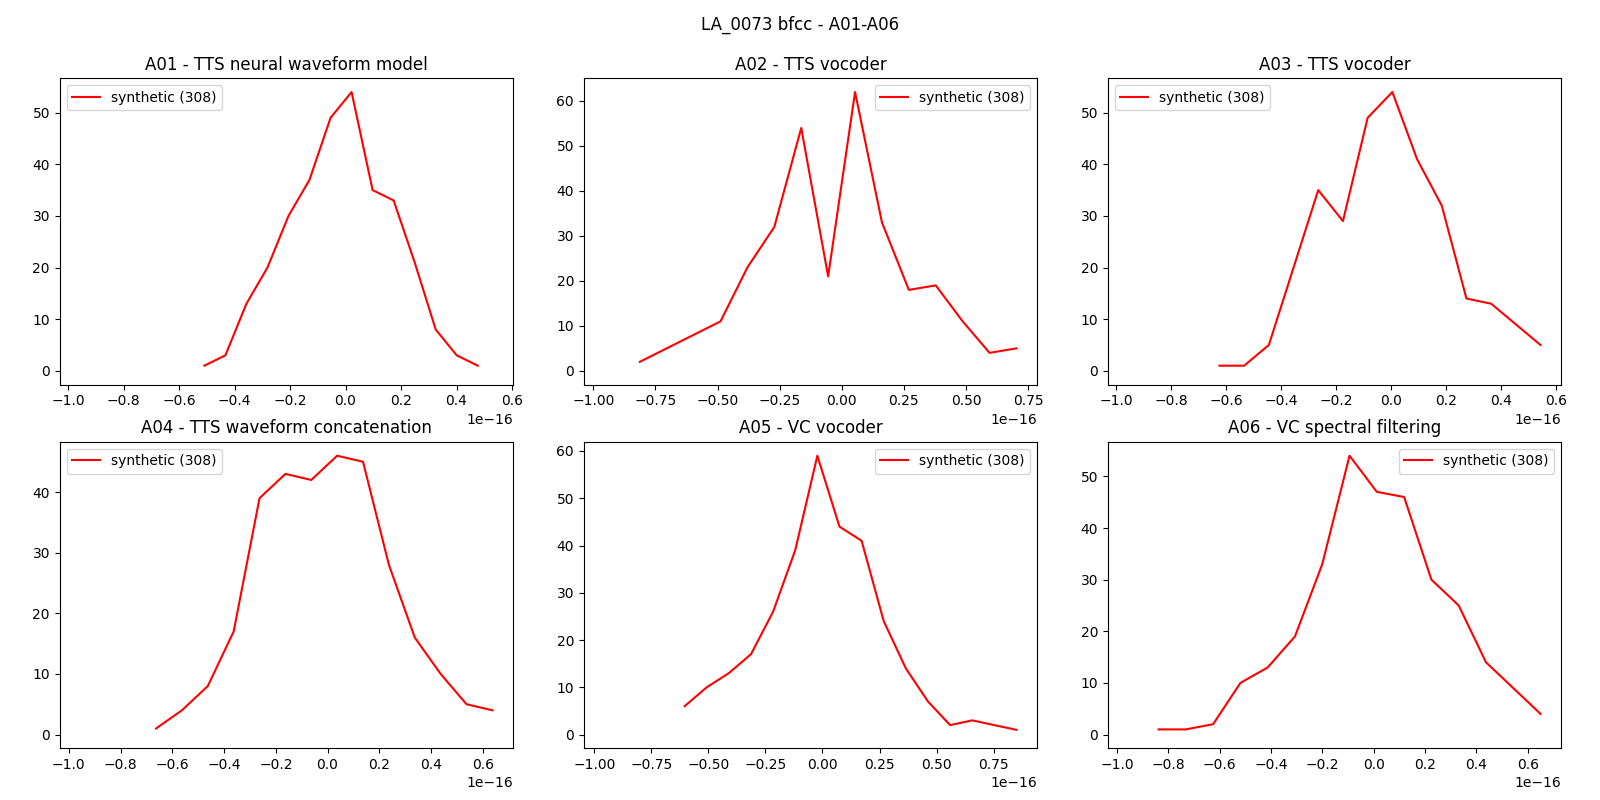 LA_0073 bfcc - A01-A06
A01 - TTS neural waveform model
synthetic (308)
50
40
30
20
10
0
−1.0 −0.8 −0.6 −0.4 −0.2 0.0 0.2 0.4 0.6
1e−16
A02 - TTS vocoder
synthetic (308)
60
50
40
30
20
10
0
−1.00 −0.75 −0.50 −0.25 0.00 0.25 0.50 0.75
1e−16
A03 - TTS vocoder
synthetic (308)
50
40
30
20
10
0
−1.0 −0.8 −0.6 −0.4 −0.2 0.0 0.2 0.4 0.6
1e−16
A04 - TTS waveform concatenation
synthetic (308)
40
30
20
10
0
−1.0 −0.8 −0.6 −0.4 −0.2 0.0 0.2 0.4 0.6
1e−16
A05 - VC vocoder
synthetic (308)
60
50
40
30
20
10
0
−1.00 −0.75 −0.50 −0.25 0.00 0.25 0.50 0.75
1e−16
A06 - VC spectral filtering
synthetic (308)
50
40
30
20
10
0
−1.0 −0.8 −0.6 −0.4 −0.2 0.0 0.2 0.4 0.6
1e−16